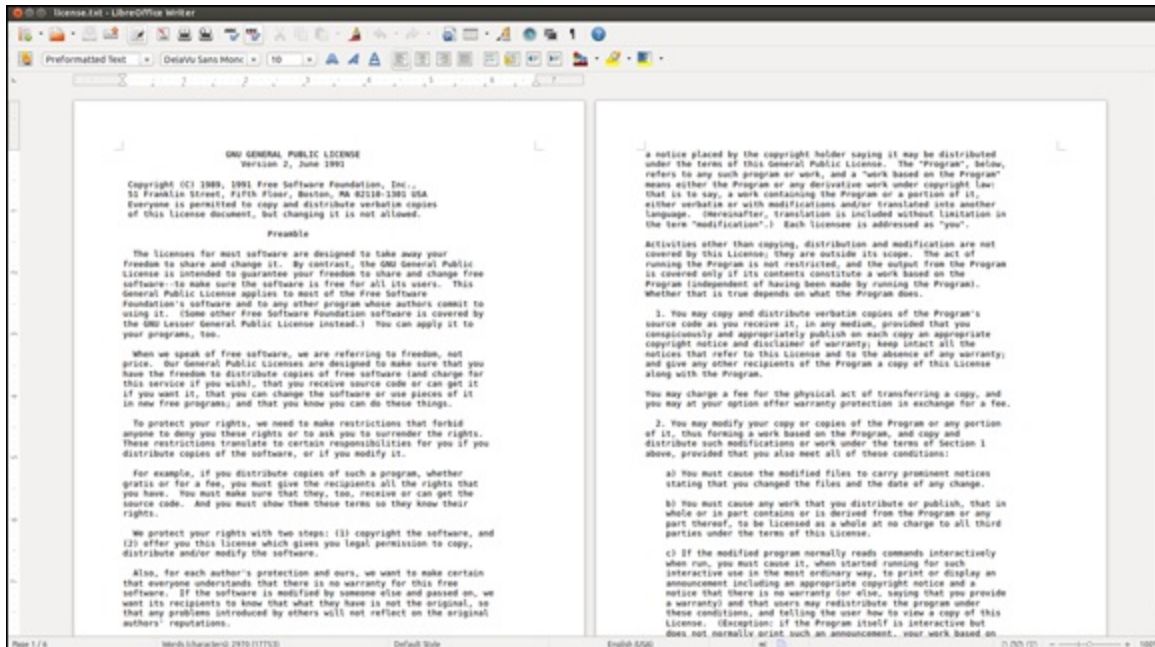 license.txt - LibreOffice Writer
Preformatted Text
DejaVu Sans Mono
10
GNU GENERAL PUBLIC LICENSE
Version 2, June 1991
Copyright (C) 1989, 1991 Free Software Foundation, Inc.,
51 Franklin Street, Fifth Floor, Boston, MA 02110-1301 USA
Everyone is permitted to copy and distribute verbatim copies
of this license document, but changing it is not allowed.
Preamble
The licenses for most software are designed to take away your
freedom to share and change it.  By contrast, the GNU General Public
License is intended to guarantee your freedom to share and change free
software--to make sure the software is free for all its users.  This
General Public License applies to most of the Free Software
Foundation's software and to any other program whose authors commit to
using it.  (Some other Free Software Foundation software is covered by
the GNU Lesser General Public License instead.)  You can apply it to
your programs, too.
When we speak of free software, we are referring to freedom, not
price.  Our General Public Licenses are designed to make sure that you
have the freedom to distribute copies of free software (and charge for
this service if you wish), that you receive source code or can get it
if you want it, that you can change the software or use pieces of it
in new free programs; and that you know you can do these things.
To protect your rights, we need to make restrictions that forbid
anyone to deny you these rights or to ask you to surrender the rights.
These restrictions translate to certain responsibilities for you if you
distribute copies of the software, or if you modify it.
For example, if you distribute copies of such a program, whether
gratis or for a fee, you must give the recipients all the rights that
you have.  You must make sure that they, too, receive or can get the
source code.  And you must show them these terms so they know their
rights.
We protect your rights with two steps: (1) copyright the software, and
(2) offer you this license which gives you legal permission to copy,
distribute and/or modify the software.
Also, for each author's protection and ours, we want to make certain
that everyone understands that there is no warranty for this free
software.  If the software is modified by someone else and passed on, we
want its recipients to know that what they have is not the original, so
that any problems introduced by others will not reflect on the original
authors' reputations.
a notice placed by the copyright holder saying it may be distributed
under the terms of this General Public License.  The "Program", below,
refers to any such program or work, and a "work based on the Program"
means either the Program or any derivative work under copyright law:
that is to say, a work containing the Program or a portion of it,
either verbatim or with modifications and/or translated into another
language.  (Hereinafter, translation is included without limitation in
the term "modification".)  Each licensee is addressed as "you".
Activities other than copying, distribution and modification are not
covered by this License; they are outside its scope.  The act of
running the Program is not restricted, and the output from the Program
is covered only if its contents constitute a work based on the
Program (independent of having been made by running the Program).
Whether that is true depends on what the Program does.
1. You may copy and distribute verbatim copies of the Program's
source code as you receive it, in any medium, provided that you
conspicuously and appropriately publish on each copy an appropriate
copyright notice and disclaimer of warranty; keep intact all the
notices that refer to this License and to the absence of any warranty;
and give any other recipients of the Program a copy of this License
along with the Program.
You may charge a fee for the physical act of transferring a copy, and
you may at your option offer warranty protection in exchange for a fee.
2. You may modify your copy or copies of the Program or any portion
of it, thus forming a work based on the Program, and copy and
distribute such modifications or work under the terms of Section 1
above, provided that you also meet all of these conditions:
a) You must cause the modified files to carry prominent notices
stating that you changed the files and the date of any change.
b) You must cause any work that you distribute or publish, that in
whole or in part contains or is derived from the Program or any
part thereof, to be licensed as a whole at no charge to all third
parties under the terms of this License.
c) If the modified program normally reads commands interactively
when run, you must cause it, when started running for such
interactive use in the most ordinary way, to print or display an
announcement including an appropriate copyright notice and a
notice that there is no warranty (or else, saying that you provide
a warranty) and that users may redistribute the program under
these conditions, and telling the user how to view a copy of this
License.  (Exception: if the Program itself is interactive but
does not normally print such an announcement, your work based on
Page 1 / 6
Words (characters): 2970 (17753)
Default Style
English (USA)
100%